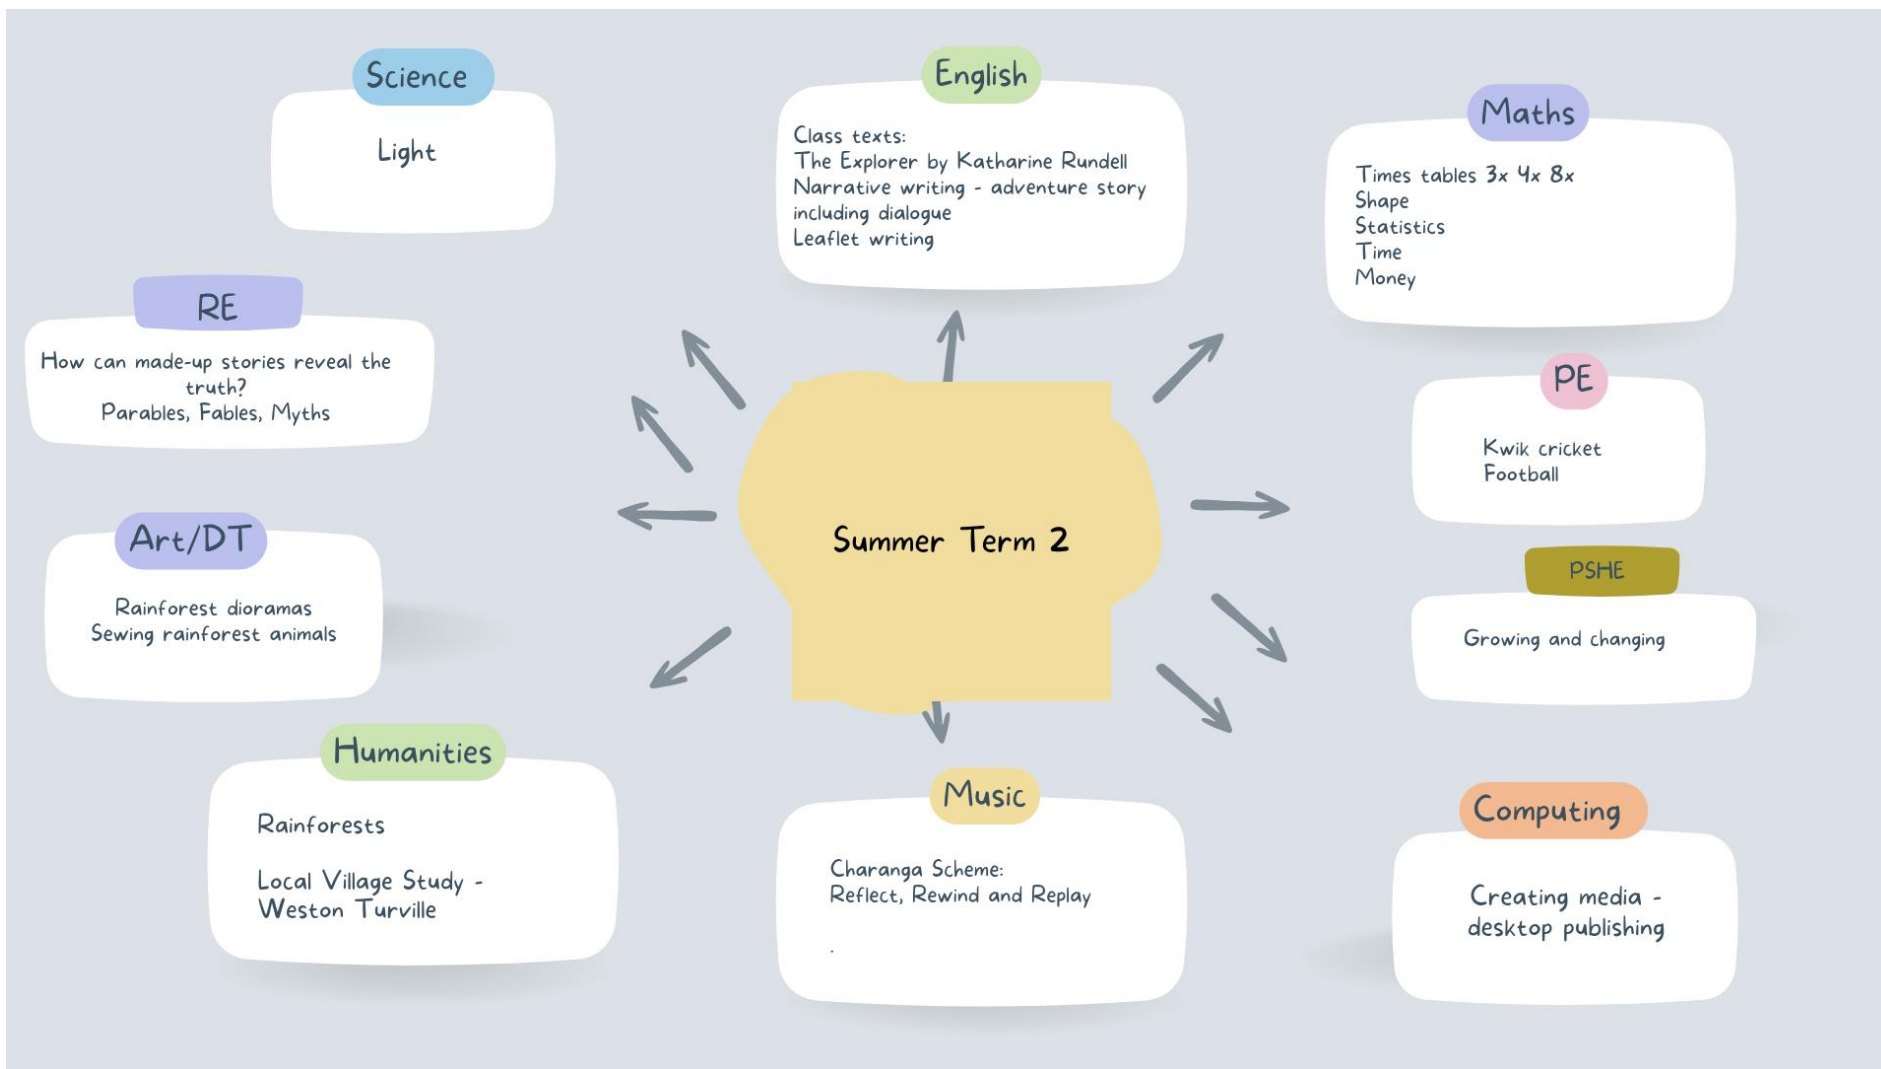 Science
Light
English
Class texts:
The Explorer by Katharine Rundell
Narrative writing - adventure story
including dialogue
Leaflet writing
Maths
Times tables 3x 4x 8x
Shape
Statistics
Time
Money
RE
How can made-up stories reveal the
truth?
Parables, Fables, Myths
PE
Kwik cricket
Football
Art/DT
Rainforest dioramas
Sewing rainforest animals
Summer Term 2
PSHE
Growing and changing
Humanities
Rainforests
Local Village Study -
Weston Turville
Music
Charanga Scheme:
Reflect, Rewind and Replay
.
Computing
Creating media -
desktop publishing